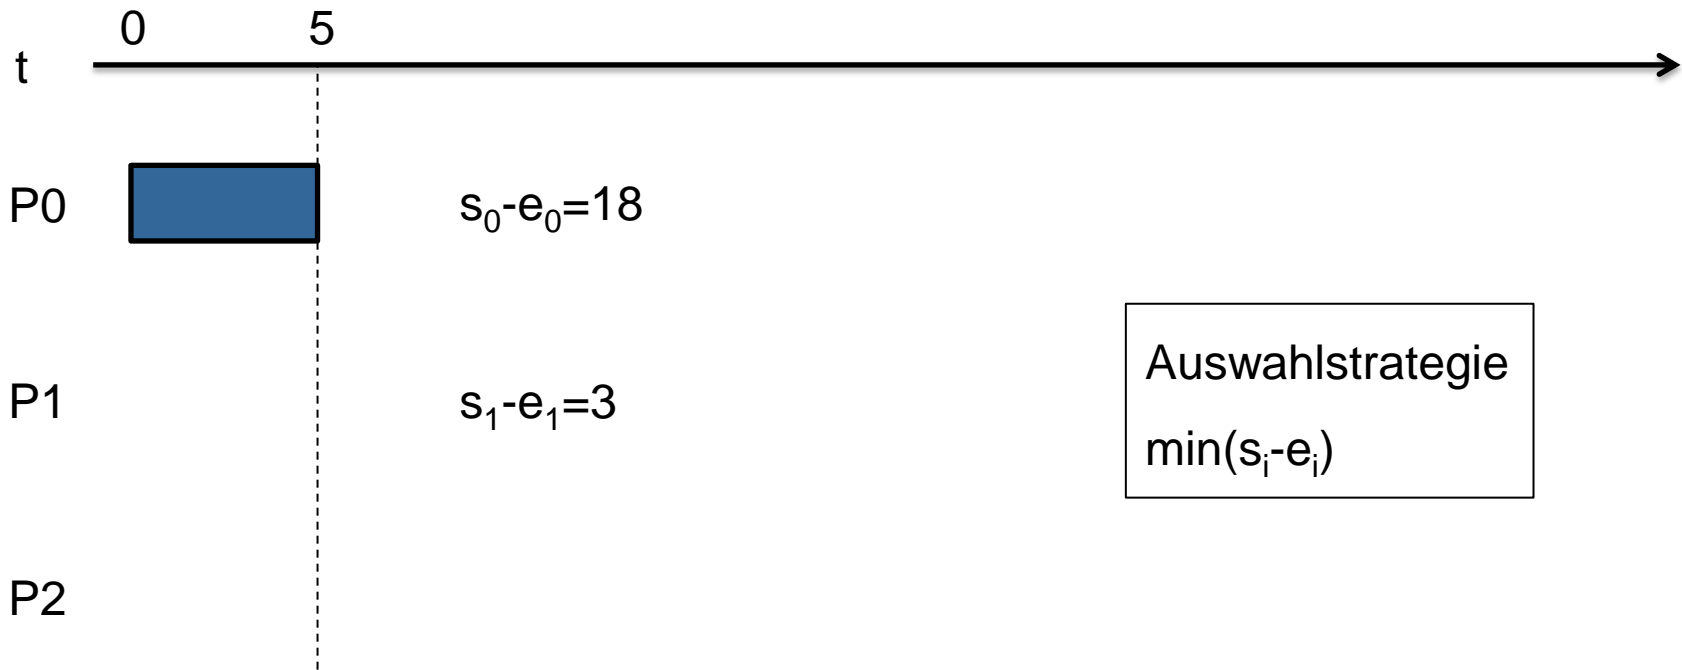 0 5
t
P0 s₀-e₀=18
P1 s₁-e₁=3
Auswahlstrategie
min(sᵢ-eᵢ)
P2